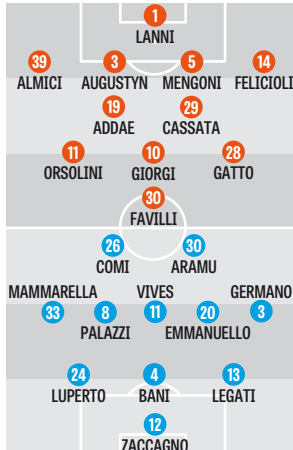 1
LANNI
39 3 5 14
ALMICI AUGUSTYN MENGONI FELICIOLI
19 29
ADDAE CASSATA
11 10 28
ORSOLINI GIORGI GATTO
30
FAVILLI
26 30
COMI ARAMU
MAMMARELLA VIVES GERMANO
33 8 11 20 3
PALAZZI EMMANUELLO
24 4 13
LUPERTO BANI LEGATI
12
ZACCAGNO